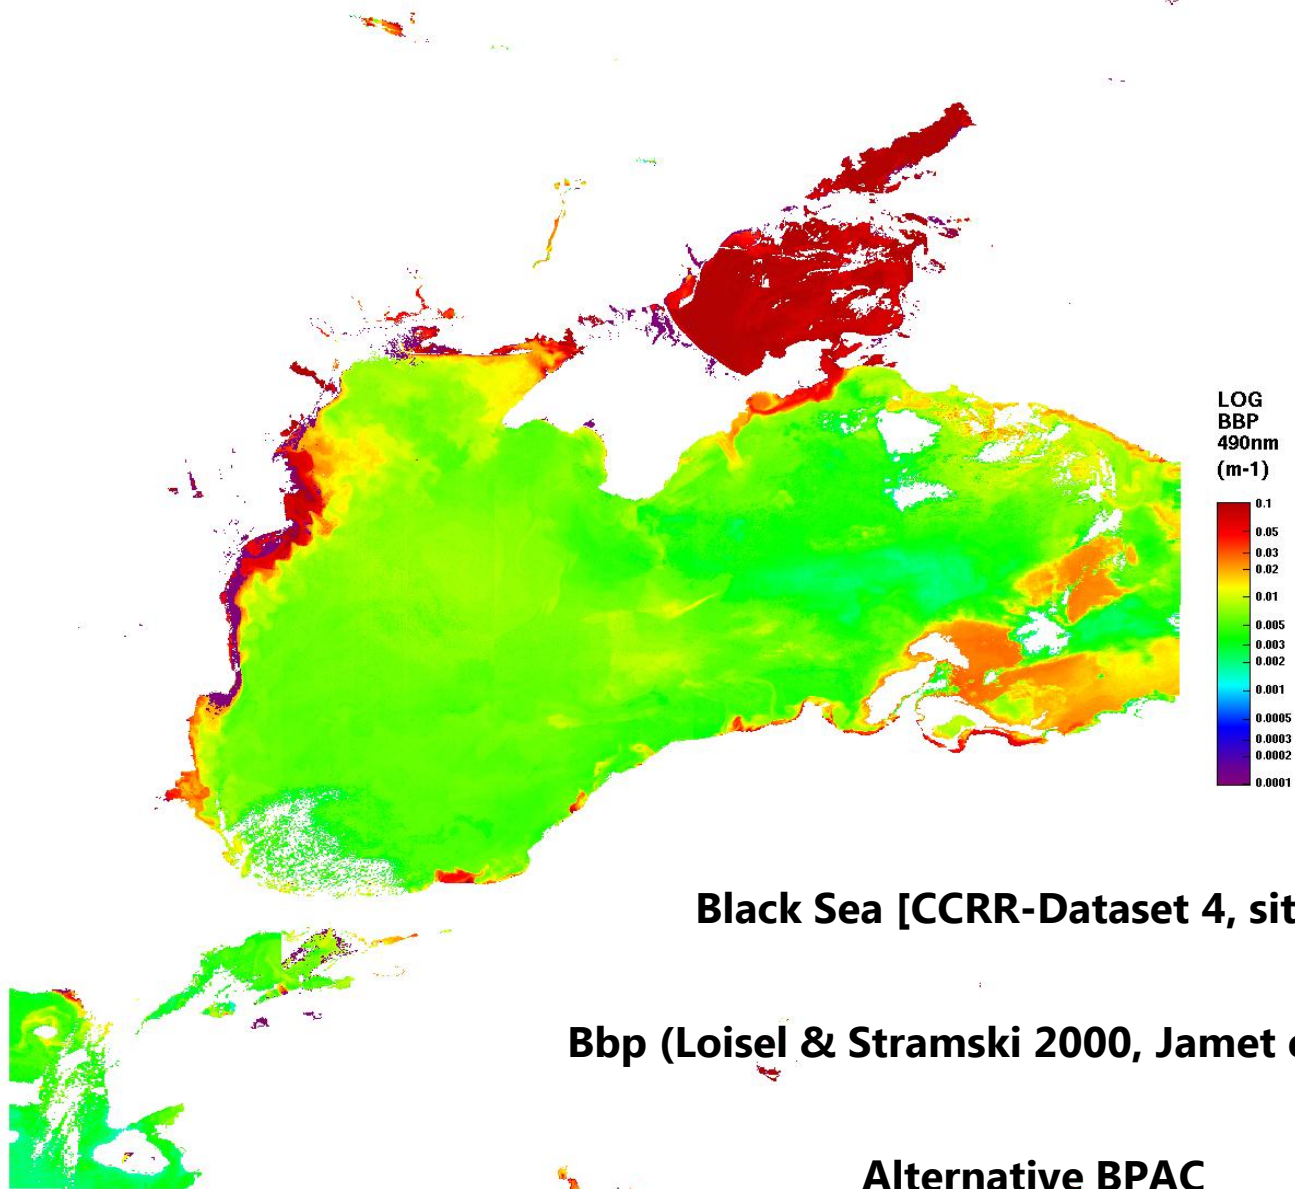 LOG
BBP
490nm
(m-1)
0.1
0.05
0.03
0.02
0.01
0.005
0.003
0.002
0.001
0.0005
0.0003
0.0002
0.0001
Black Sea [CCRR-Dataset 4, sit
Bbp (Loisel & Stramski 2000, Jamet
Alternative BPAC